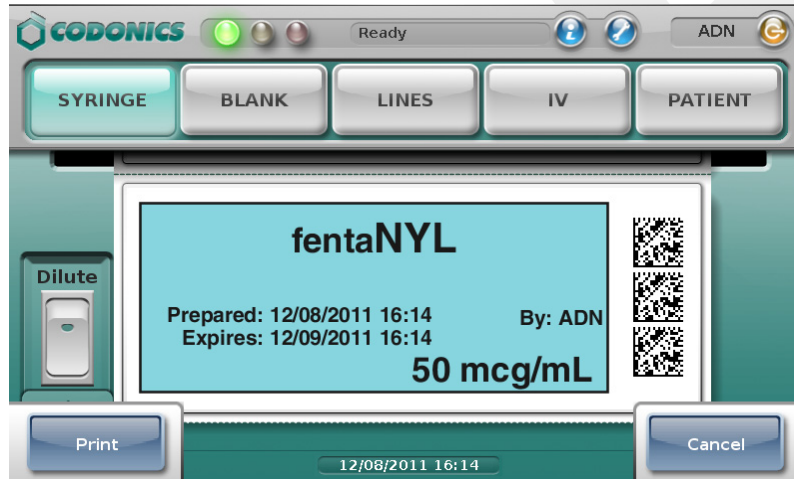 CODONICS
Ready
ADN
SYRINGE
BLANK
LINES
IV
PATIENT
fentaNYL
Dilute
Prepared: 12/08/2011 16:14
By: ADN
Expires: 12/09/2011 16:14
50 mcg/mL
Print
Cancel
12/08/2011 16:14